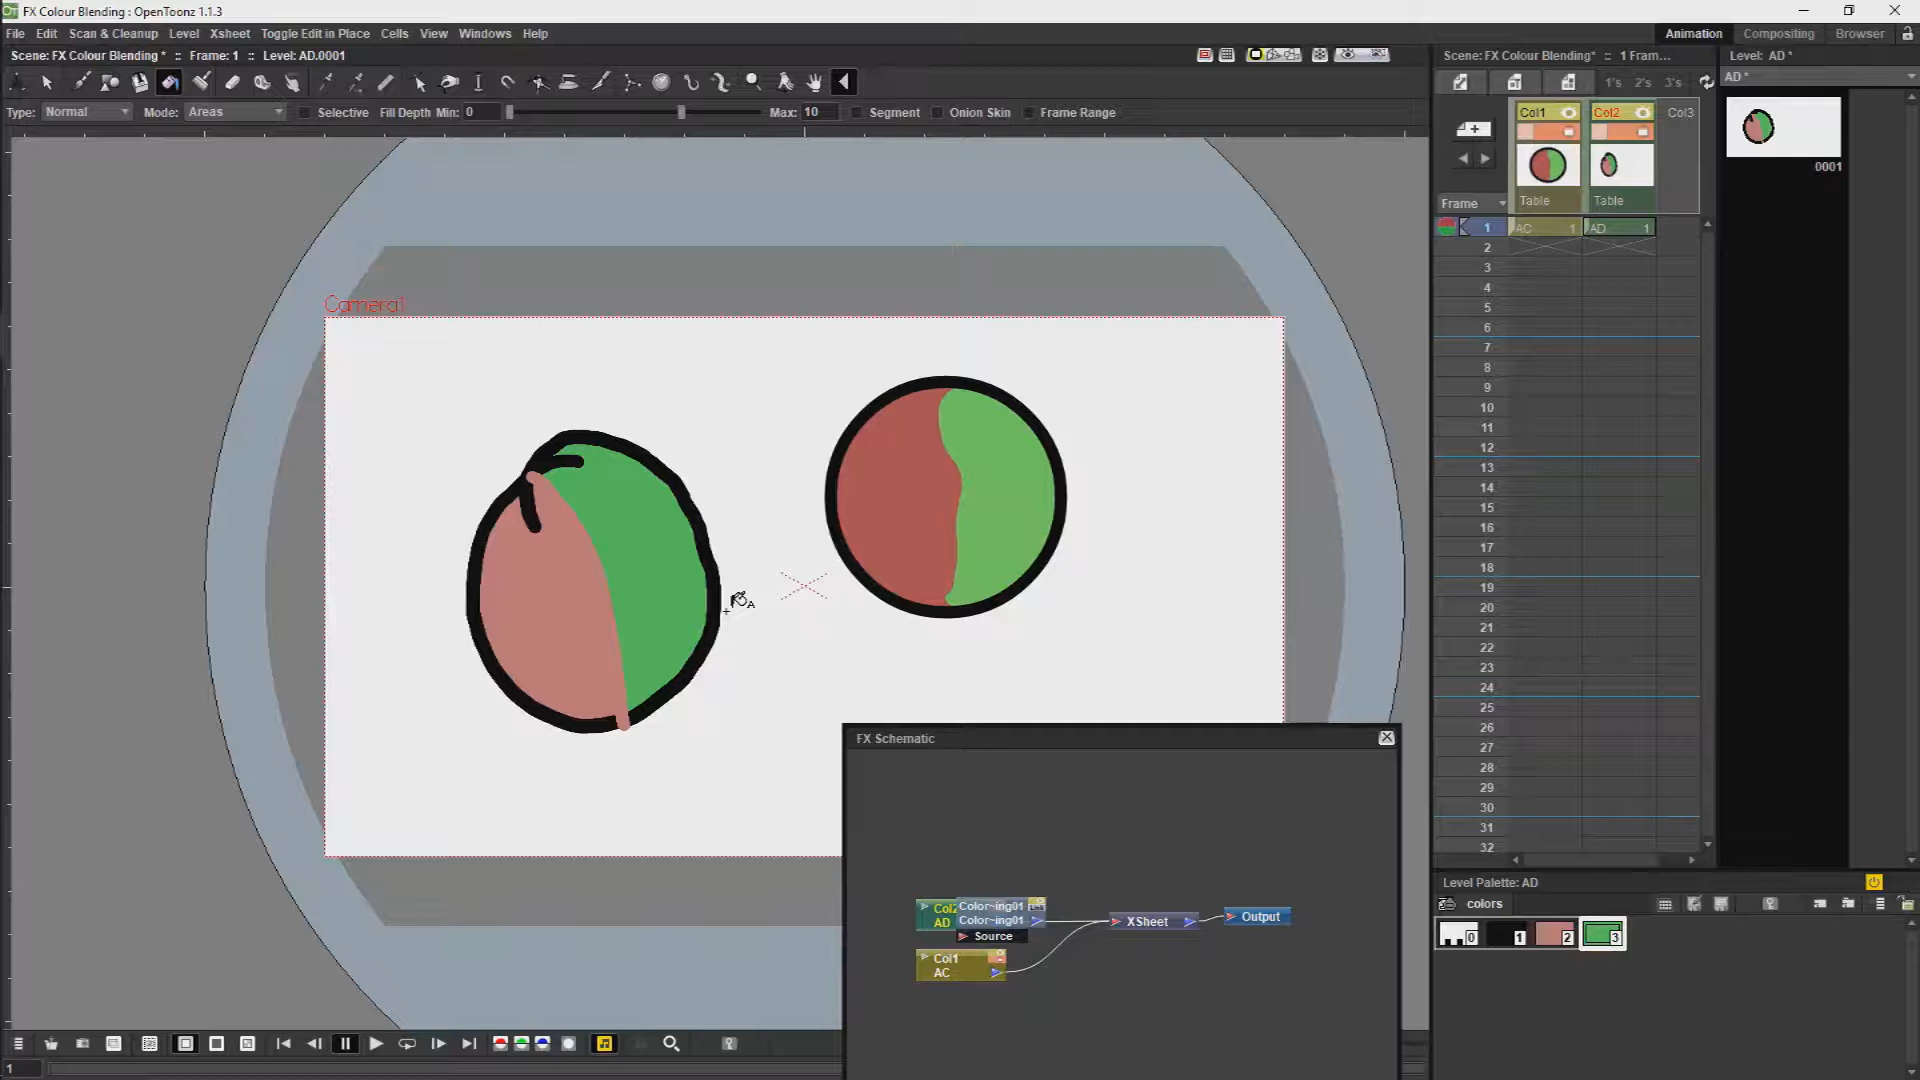 FX Colour Blending : OpenToonz 1.1.3
File Edit Scan & Cleanup Level Xsheet Toggle Edit in Place Cells View Windows Help
Animation Compositing Browser
Scene: FX Colour Blending * :: Frame: 1 :: Level: AD.0001
Scene: FX Colour Blending* :: 1 Fram...
Level: AD *
AD *
1's 2's 3's
Type: Normal Mode: Areas Selective Fill Depth Min: 0 Max: 10 Segment Onion Skin Frame Range
Col1 Col2 Col3
0001
Table Table
Frame
1 AC 1 AD 1
2
3
4
5
6
7
8
9
10
11
12
13
14
15
16
17
18
19
20
21
22
23
24
25
26
27
28
29
30
31
32
Camera1
A
FX Schematic
Col2
AD
Color~ing01
Color~ing01
Source
Col1
AC
XSheet
Output
Level Palette: AD
colors
0 1 2 3
1